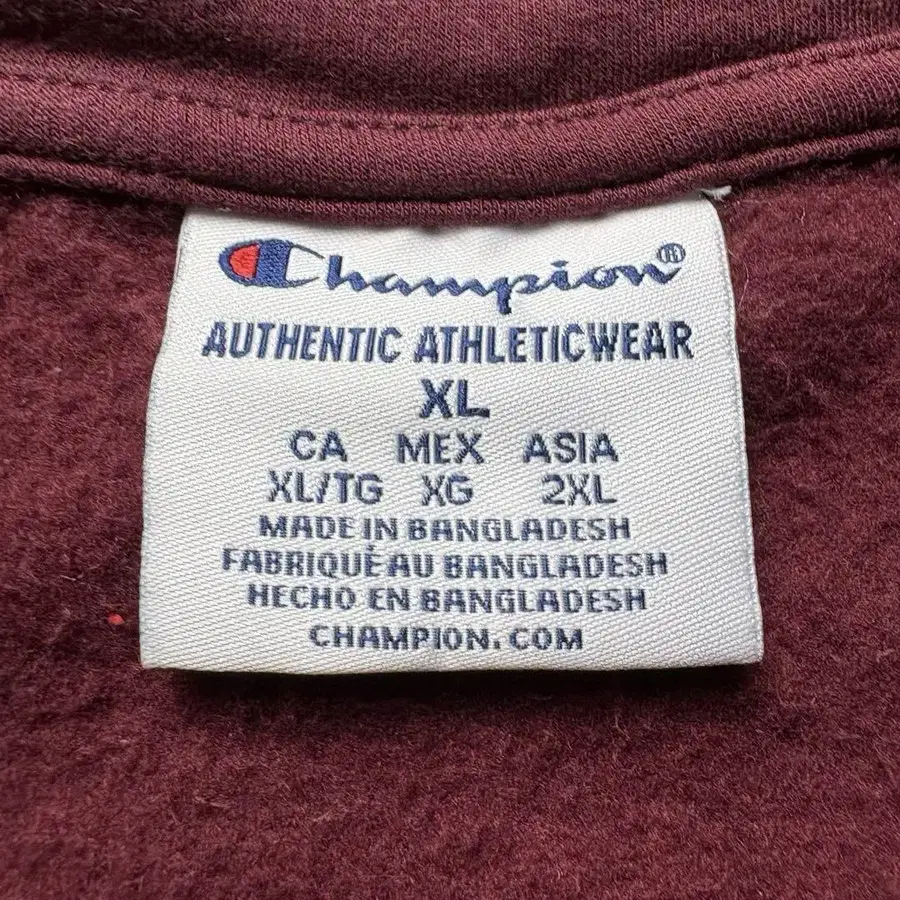 Champion®
AUTHENTIC ATHLETICWEAR
XL
CA MEX ASIA
XL/TG XG 2XL
MADE IN BANGLADESH
FABRIQUÉ AU BANGLADESH
HECHO EN BANGLADESH
CHAMPION.COM